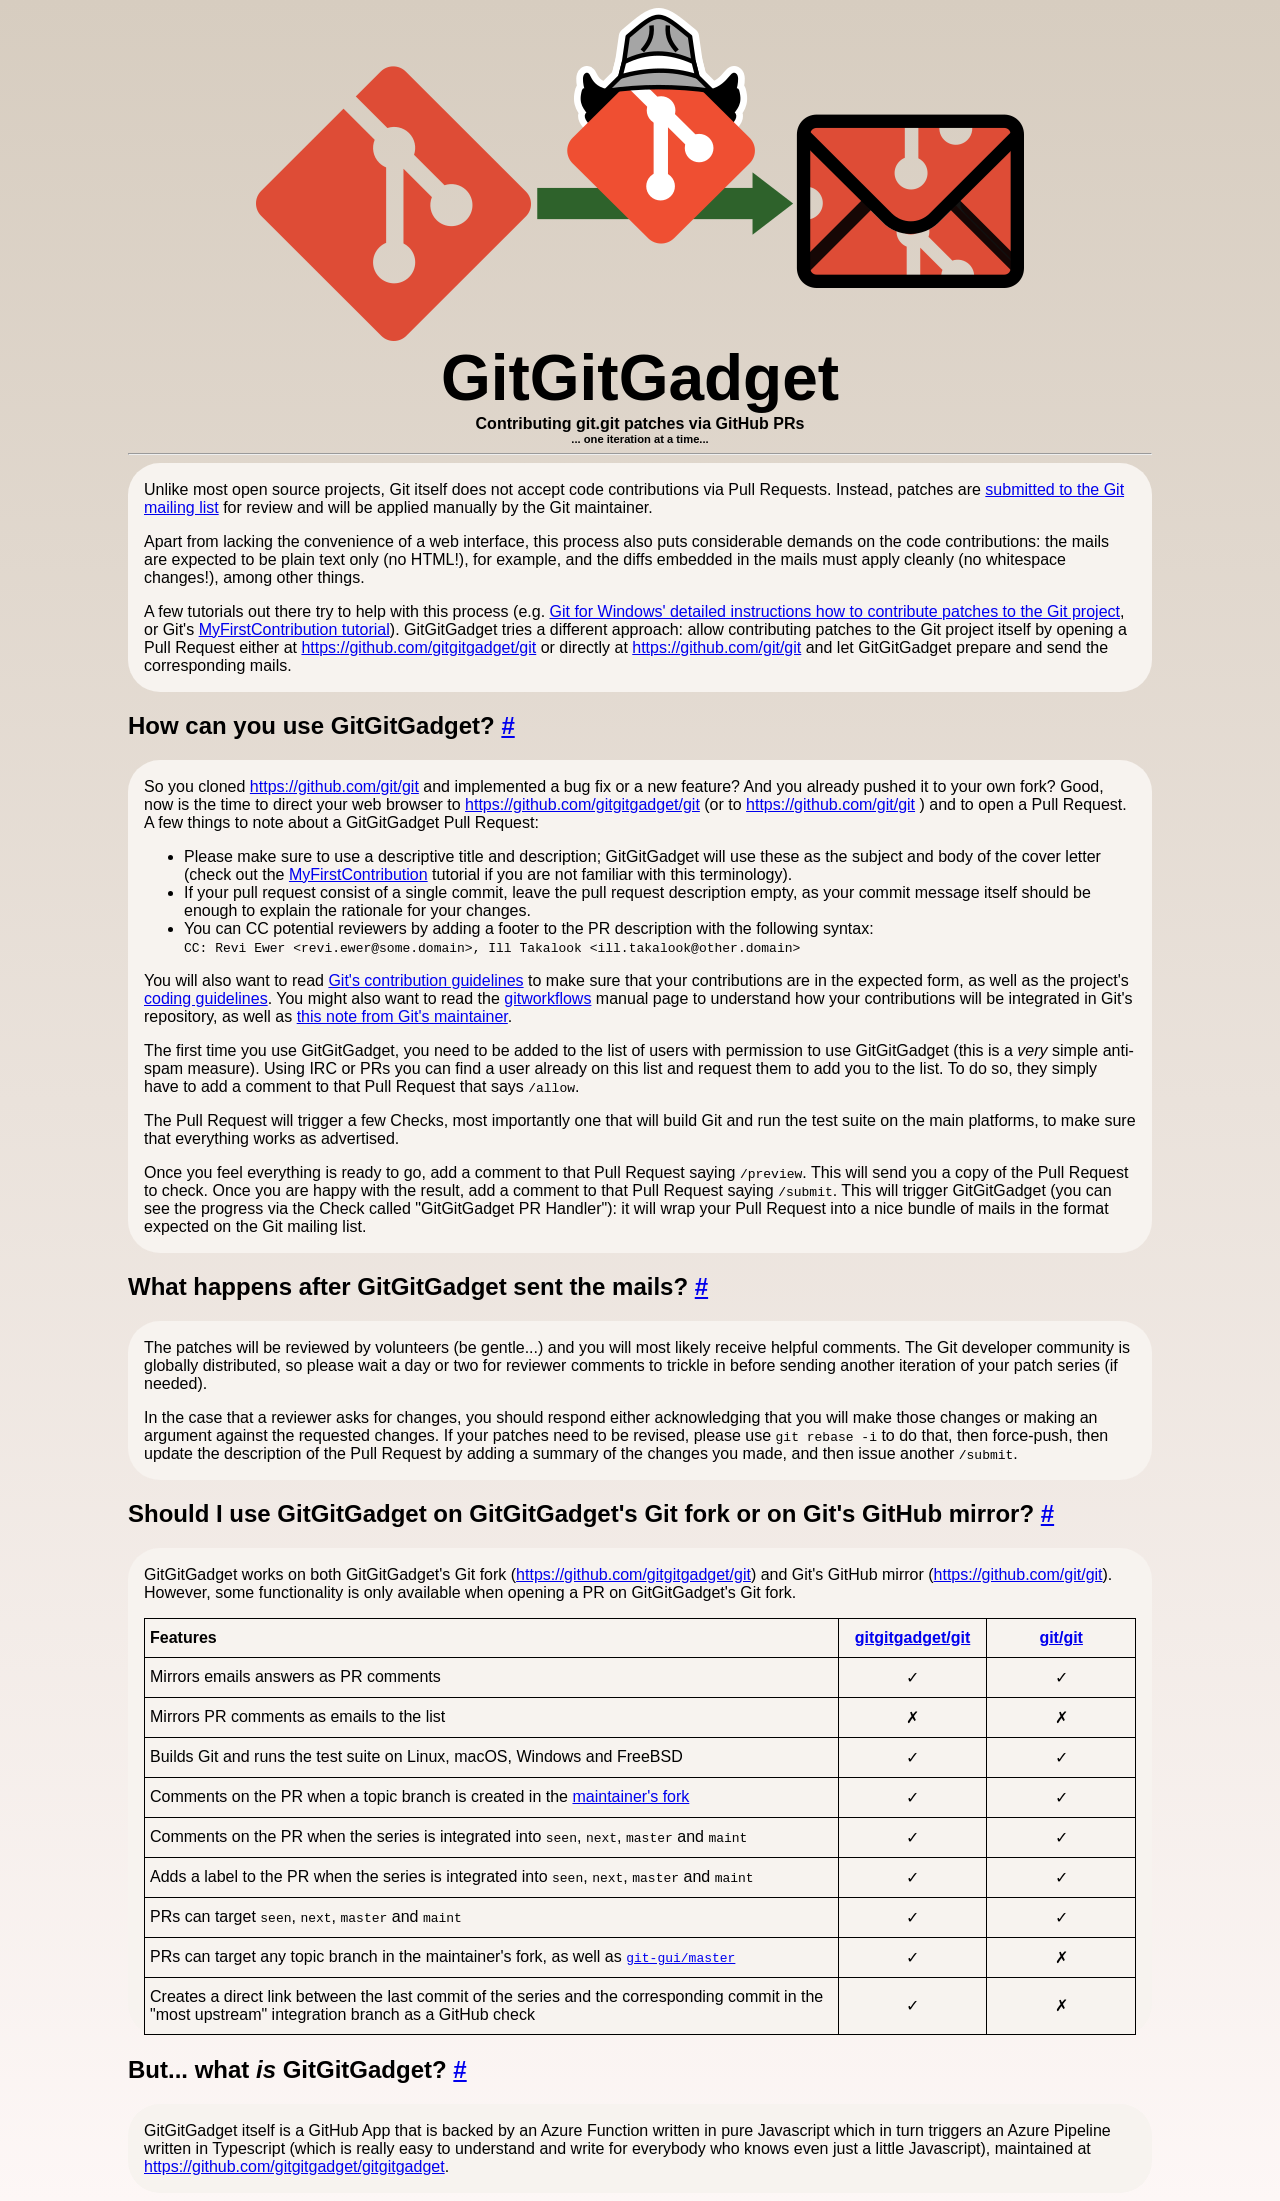 GitGitGadget
Contributing git.git patches via GitHub PRs
... one iteration at a time...
Unlike most open source projects, Git itself does not accept code contributions via Pull Requests. Instead, patches are submitted to the Git
mailing list for review and will be applied manually by the Git maintainer.
Apart from lacking the convenience of a web interface, this process also puts considerable demands on the code contributions: the mails
are expected to be plain text only (no HTML!), for example, and the diffs embedded in the mails must apply cleanly (no whitespace
changes!), among other things.
A few tutorials out there try to help with this process (e.g. Git for Windows' detailed instructions how to contribute patches to the Git project,
or Git's MyFirstContribution tutorial). GitGitGadget tries a different approach: allow contributing patches to the Git project itself by opening a
Pull Request either at https://github.com/gitgitgadget/git or directly at https://github.com/git/git and let GitGitGadget prepare and send the
corresponding mails.
How can you use GitGitGadget? #
So you cloned https://github.com/git/git and implemented a bug fix or a new feature? And you already pushed it to your own fork? Good,
now is the time to direct your web browser to https://github.com/gitgitgadget/git (or to https://github.com/git/git ) and to open a Pull Request.
A few things to note about a GitGitGadget Pull Request:
• Please make sure to use a descriptive title and description; GitGitGadget will use these as the subject and body of the cover letter
(check out the MyFirstContribution tutorial if you are not familiar with this terminology).
• If your pull request consist of a single commit, leave the pull request description empty, as your commit message itself should be
enough to explain the rationale for your changes.
• You can CC potential reviewers by adding a footer to the PR description with the following syntax:
CC: Revi Ewer <revi.ewer@some.domain>, Ill Takalook <ill.takalook@other.domain>
You will also want to read Git's contribution guidelines to make sure that your contributions are in the expected form, as well as the project's
coding guidelines. You might also want to read the gitworkflows manual page to understand how your contributions will be integrated in Git's
repository, as well as this note from Git's maintainer.
The first time you use GitGitGadget, you need to be added to the list of users with permission to use GitGitGadget (this is a very simple anti-
spam measure). Using IRC or PRs you can find a user already on this list and request them to add you to the list. To do so, they simply
have to add a comment to that Pull Request that says /allow.
The Pull Request will trigger a few Checks, most importantly one that will build Git and run the test suite on the main platforms, to make sure
that everything works as advertised.
Once you feel everything is ready to go, add a comment to that Pull Request saying /preview. This will send you a copy of the Pull Request
to check. Once you are happy with the result, add a comment to that Pull Request saying /submit. This will trigger GitGitGadget (you can
see the progress via the Check called "GitGitGadget PR Handler"): it will wrap your Pull Request into a nice bundle of mails in the format
expected on the Git mailing list.
What happens after GitGitGadget sent the mails? #
The patches will be reviewed by volunteers (be gentle...) and you will most likely receive helpful comments. The Git developer community is
globally distributed, so please wait a day or two for reviewer comments to trickle in before sending another iteration of your patch series (if
needed).
In the case that a reviewer asks for changes, you should respond either acknowledging that you will make those changes or making an
argument against the requested changes. If your patches need to be revised, please use git rebase -i to do that, then force-push, then
update the description of the Pull Request by adding a summary of the changes you made, and then issue another /submit.
Should I use GitGitGadget on GitGitGadget's Git fork or on Git's GitHub mirror? #
GitGitGadget works on both GitGitGadget's Git fork (https://github.com/gitgitgadget/git) and Git's GitHub mirror (https://github.com/git/git).
However, some functionality is only available when opening a PR on GitGitGadget's Git fork.
Features gitgitgadget/git git/git
Mirrors emails answers as PR comments ✓ ✓
Mirrors PR comments as emails to the list ✗ ✗
Builds Git and runs the test suite on Linux, macOS, Windows and FreeBSD ✓ ✓
Comments on the PR when a topic branch is created in the maintainer's fork ✓ ✓
Comments on the PR when the series is integrated into seen, next, master and maint ✓ ✓
Adds a label to the PR when the series is integrated into seen, next, master and maint ✓ ✓
PRs can target seen, next, master and maint ✓ ✓
PRs can target any topic branch in the maintainer's fork, as well as git-gui/master ✓ ✗
Creates a direct link between the last commit of the series and the corresponding commit in the
"most upstream" integration branch as a GitHub check ✓ ✗
But... what is GitGitGadget? #
GitGitGadget itself is a GitHub App that is backed by an Azure Function written in pure Javascript which in turn triggers an Azure Pipeline
written in Typescript (which is really easy to understand and write for everybody who knows even just a little Javascript), maintained at
https://github.com/gitgitgadget/gitgitgadget.